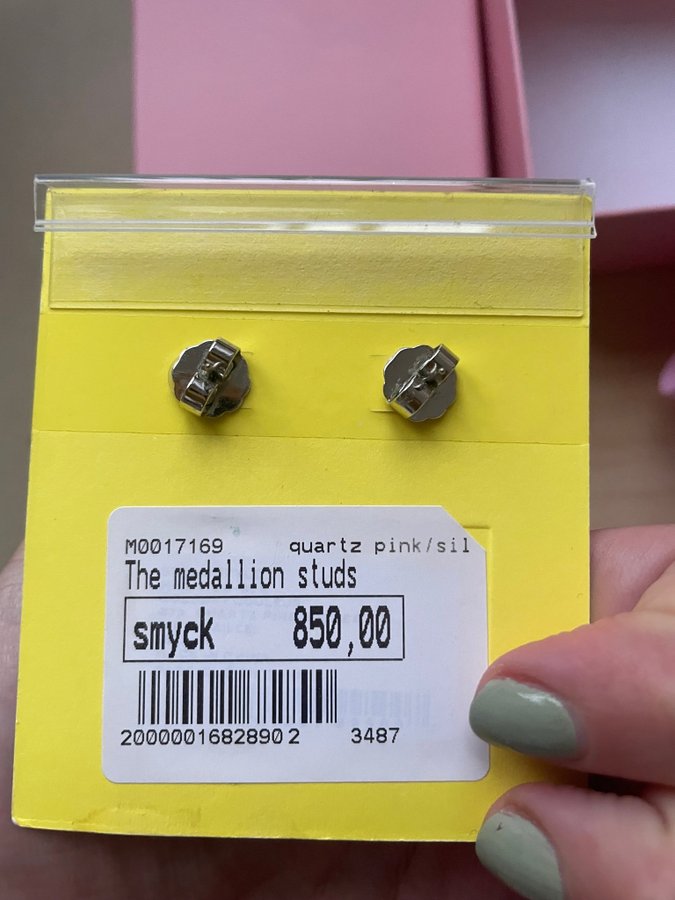 M0017169 quartz pink/sil
The medallion studs
smyck 850,00
2000001682890 2 3487